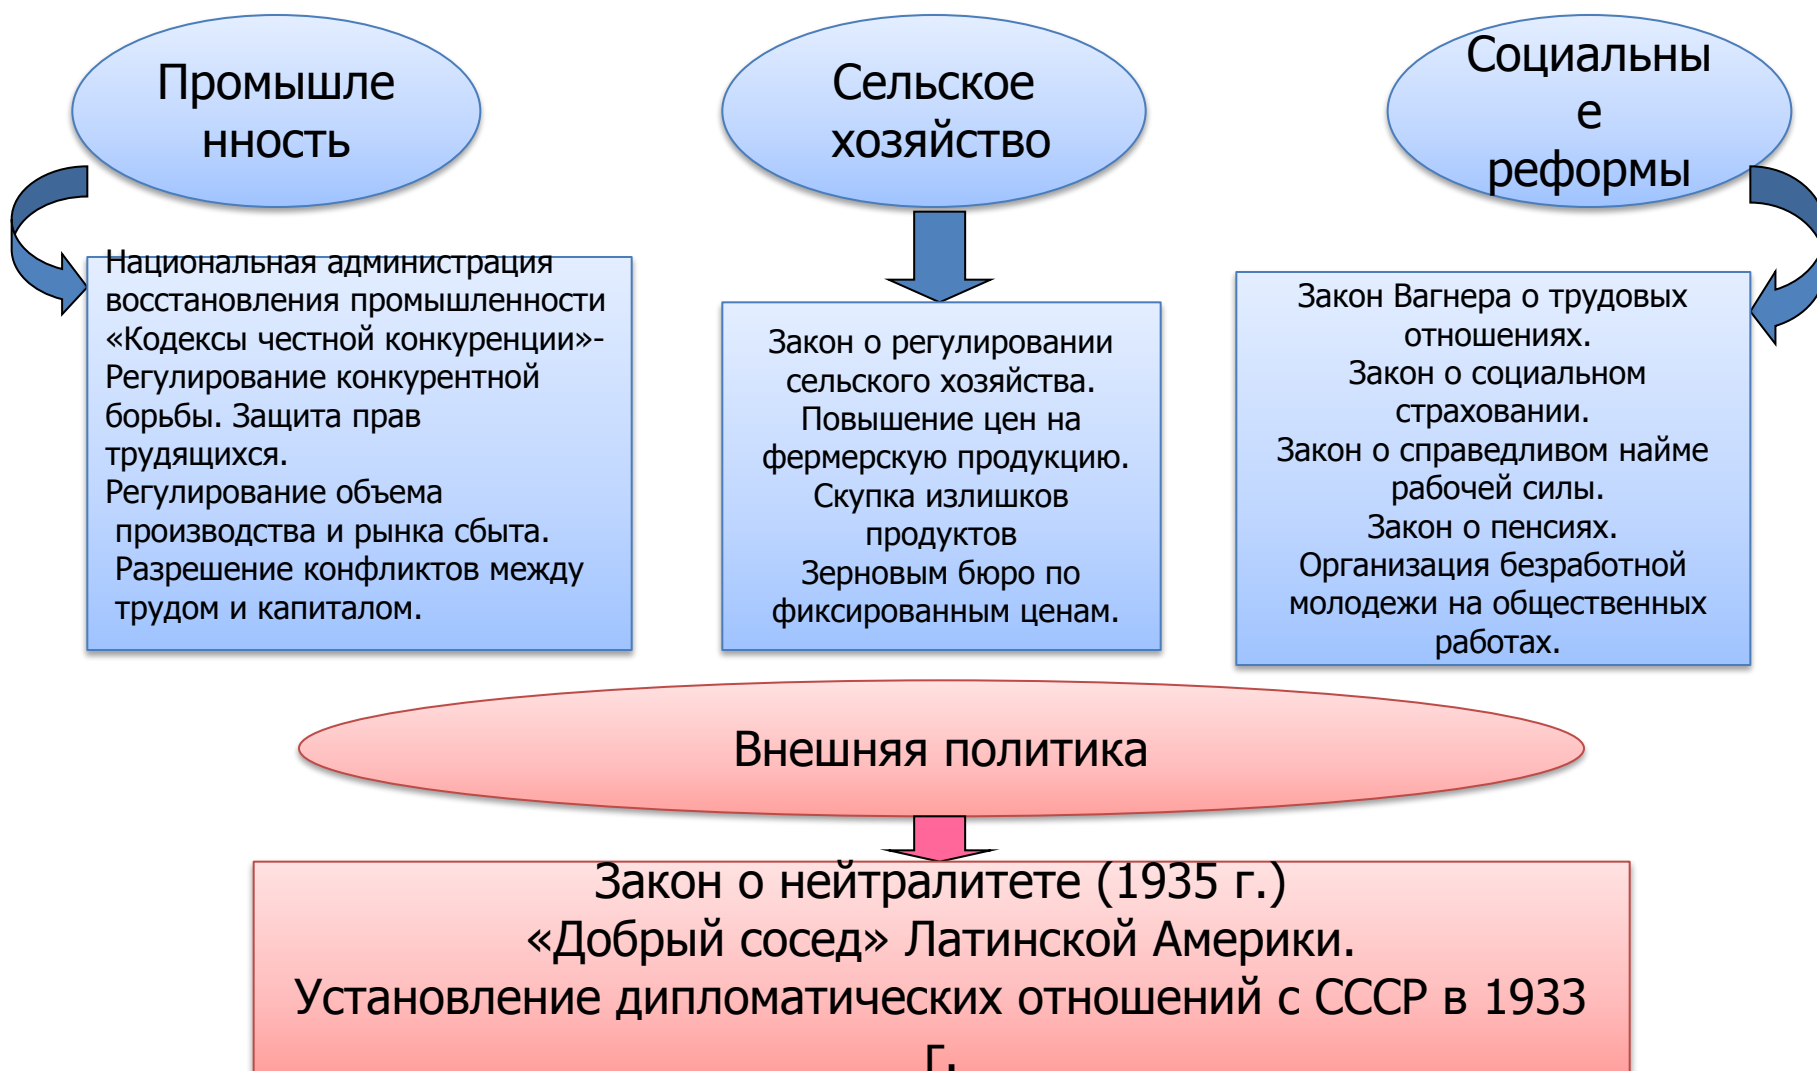 Промышле
нность
Сельское
хозяйство
Социальны
е
реформы
Национальная администрация
восстановления промышленности
«Кодексы честной конкуренции»-
Регулирование конкурентной
борьбы. Защита прав
трудящихся.
Регулирование объема
производства и рынка сбыта.
Разрешение конфликтов между
трудом и капиталом.
Закон о регулировании
сельского хозяйства.
Повышение цен на
фермерскую продукцию.
Скупка излишков
продуктов
Зерновым бюро по
фиксированным ценам.
Закон Вагнера о трудовых
отношениях.
Закон о социальном
страховании.
Закон о справедливом найме
рабочей силы.
Закон о пенсиях.
Организация безработной
молодежи на общественных
работах.
Внешняя политика
Закон о нейтралитете (1935 г.)
«Добрый сосед» Латинской Америки.
Установление дипломатических отношений с СССР в 1933
г.